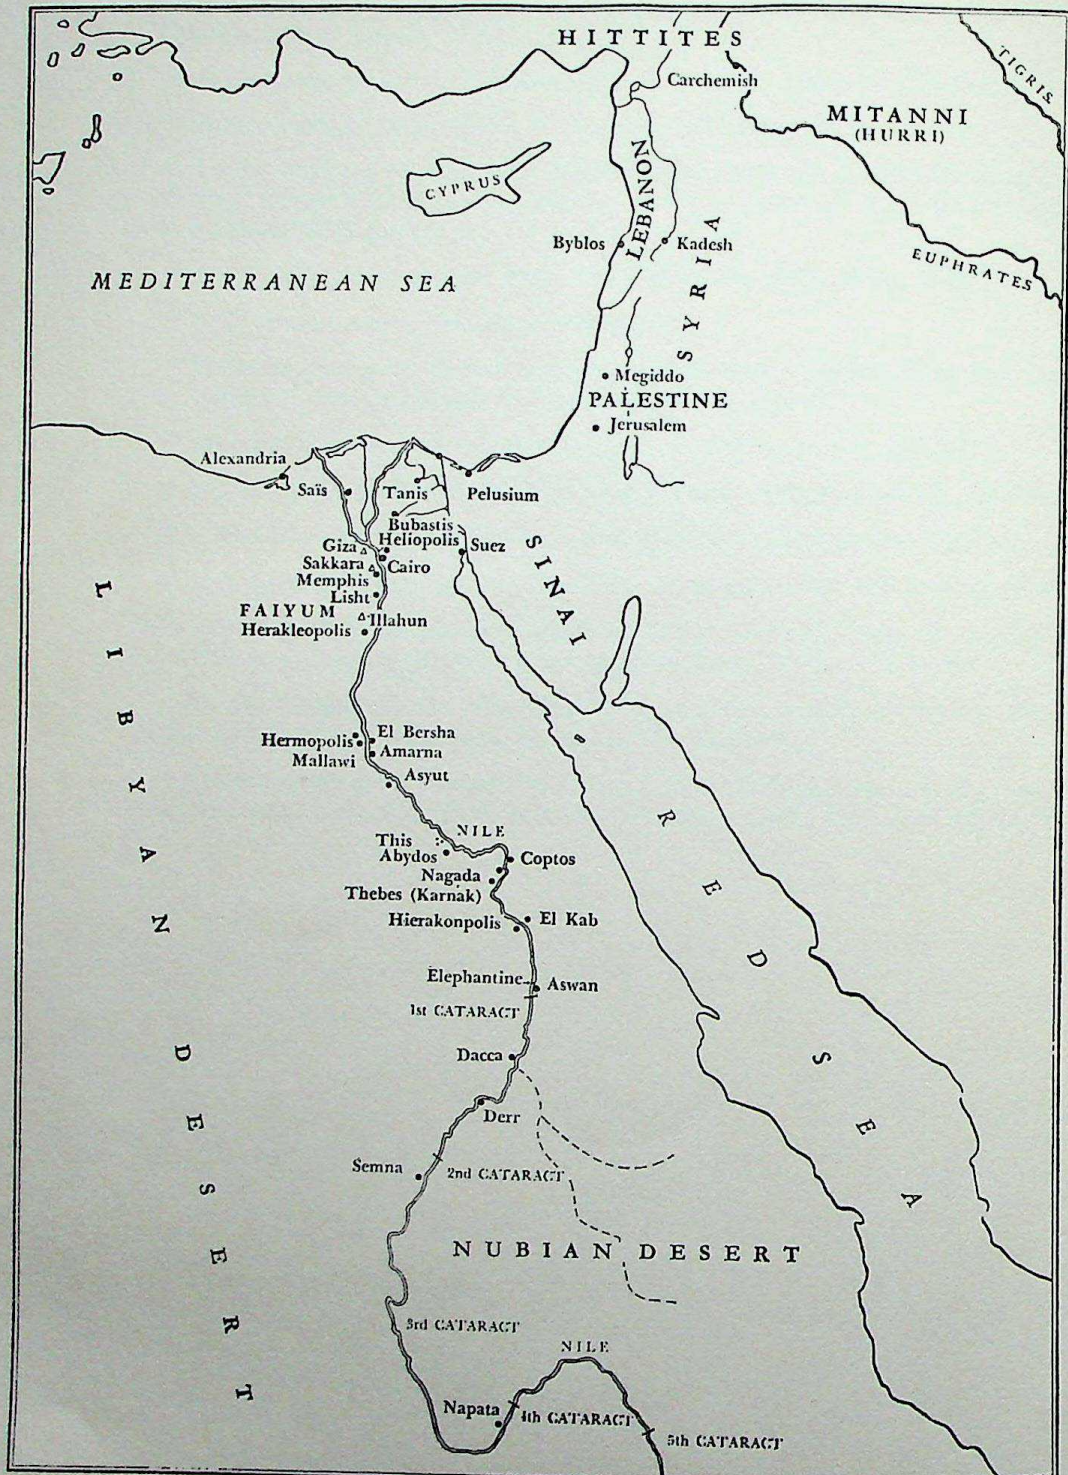 HITTITES
Carchemish
TIGRIS
MITANNI
(HURRI)
CYPRUS
LEBANON
Byblos
Kadesh
SYRIA
EUPHRATES
MEDITERRANEAN SEA
Megiddo
PALESTINE
Jerusalem
Alexandria
Saïs
Tanis
Pelusium
Bubastis
Heliopolis
Giza
Suez
Sakkara
Cairo
Memphis
Lisht
SINAI
FAIYUM
Illahun
Herakleopolis
LIBYAN DESERT
El Bersha
Hermopolis
Amarna
Mallawi
Asyut
RED SEA
NILE
This
Abydos
Coptos
Nagada
Thebes (Karnak)
Hierakonpolis
El Kab
Elephantine
Aswan
1st CATARACT
Dacca
Derr
Semna
2nd CATARACT
NUBIAN DESERT
3rd CATARACT
NILE
Napata
4th CATARACT
5th CATARACT